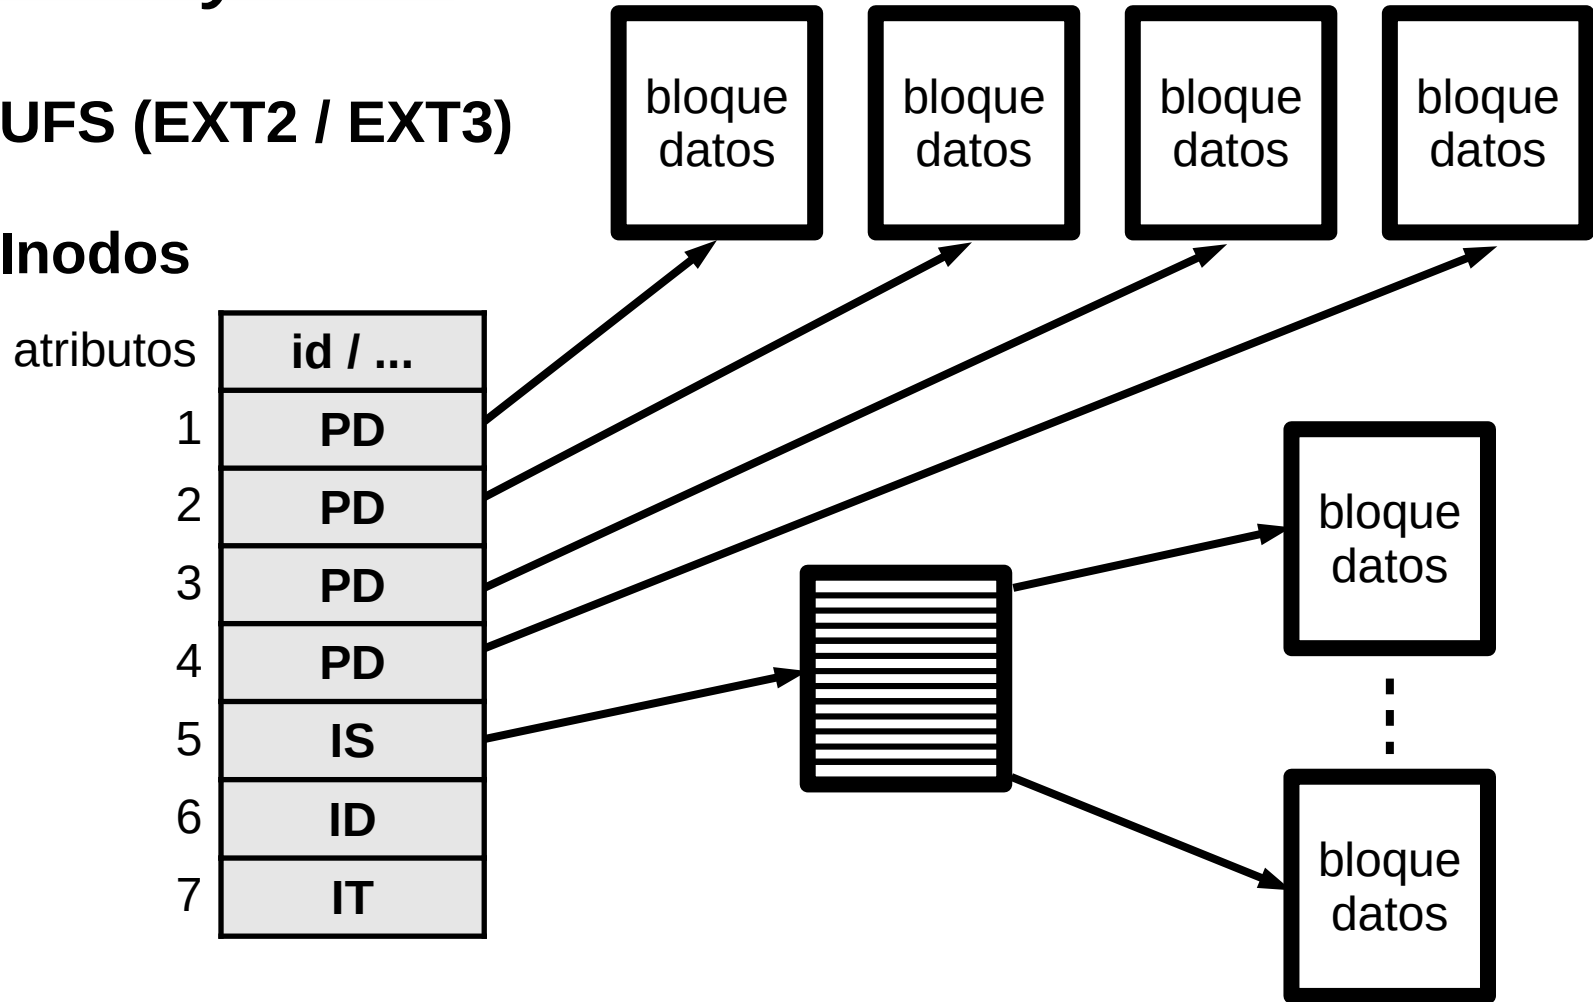 UFS (EXT2 / EXT3)
bloque
datos
bloque
datos
bloque
datos
bloque
datos
Inodos
atributos
id / ...
1
PD
2
PD
3
PD
4
PD
5
IS
6
ID
7
IT
bloque
datos
bloque
datos